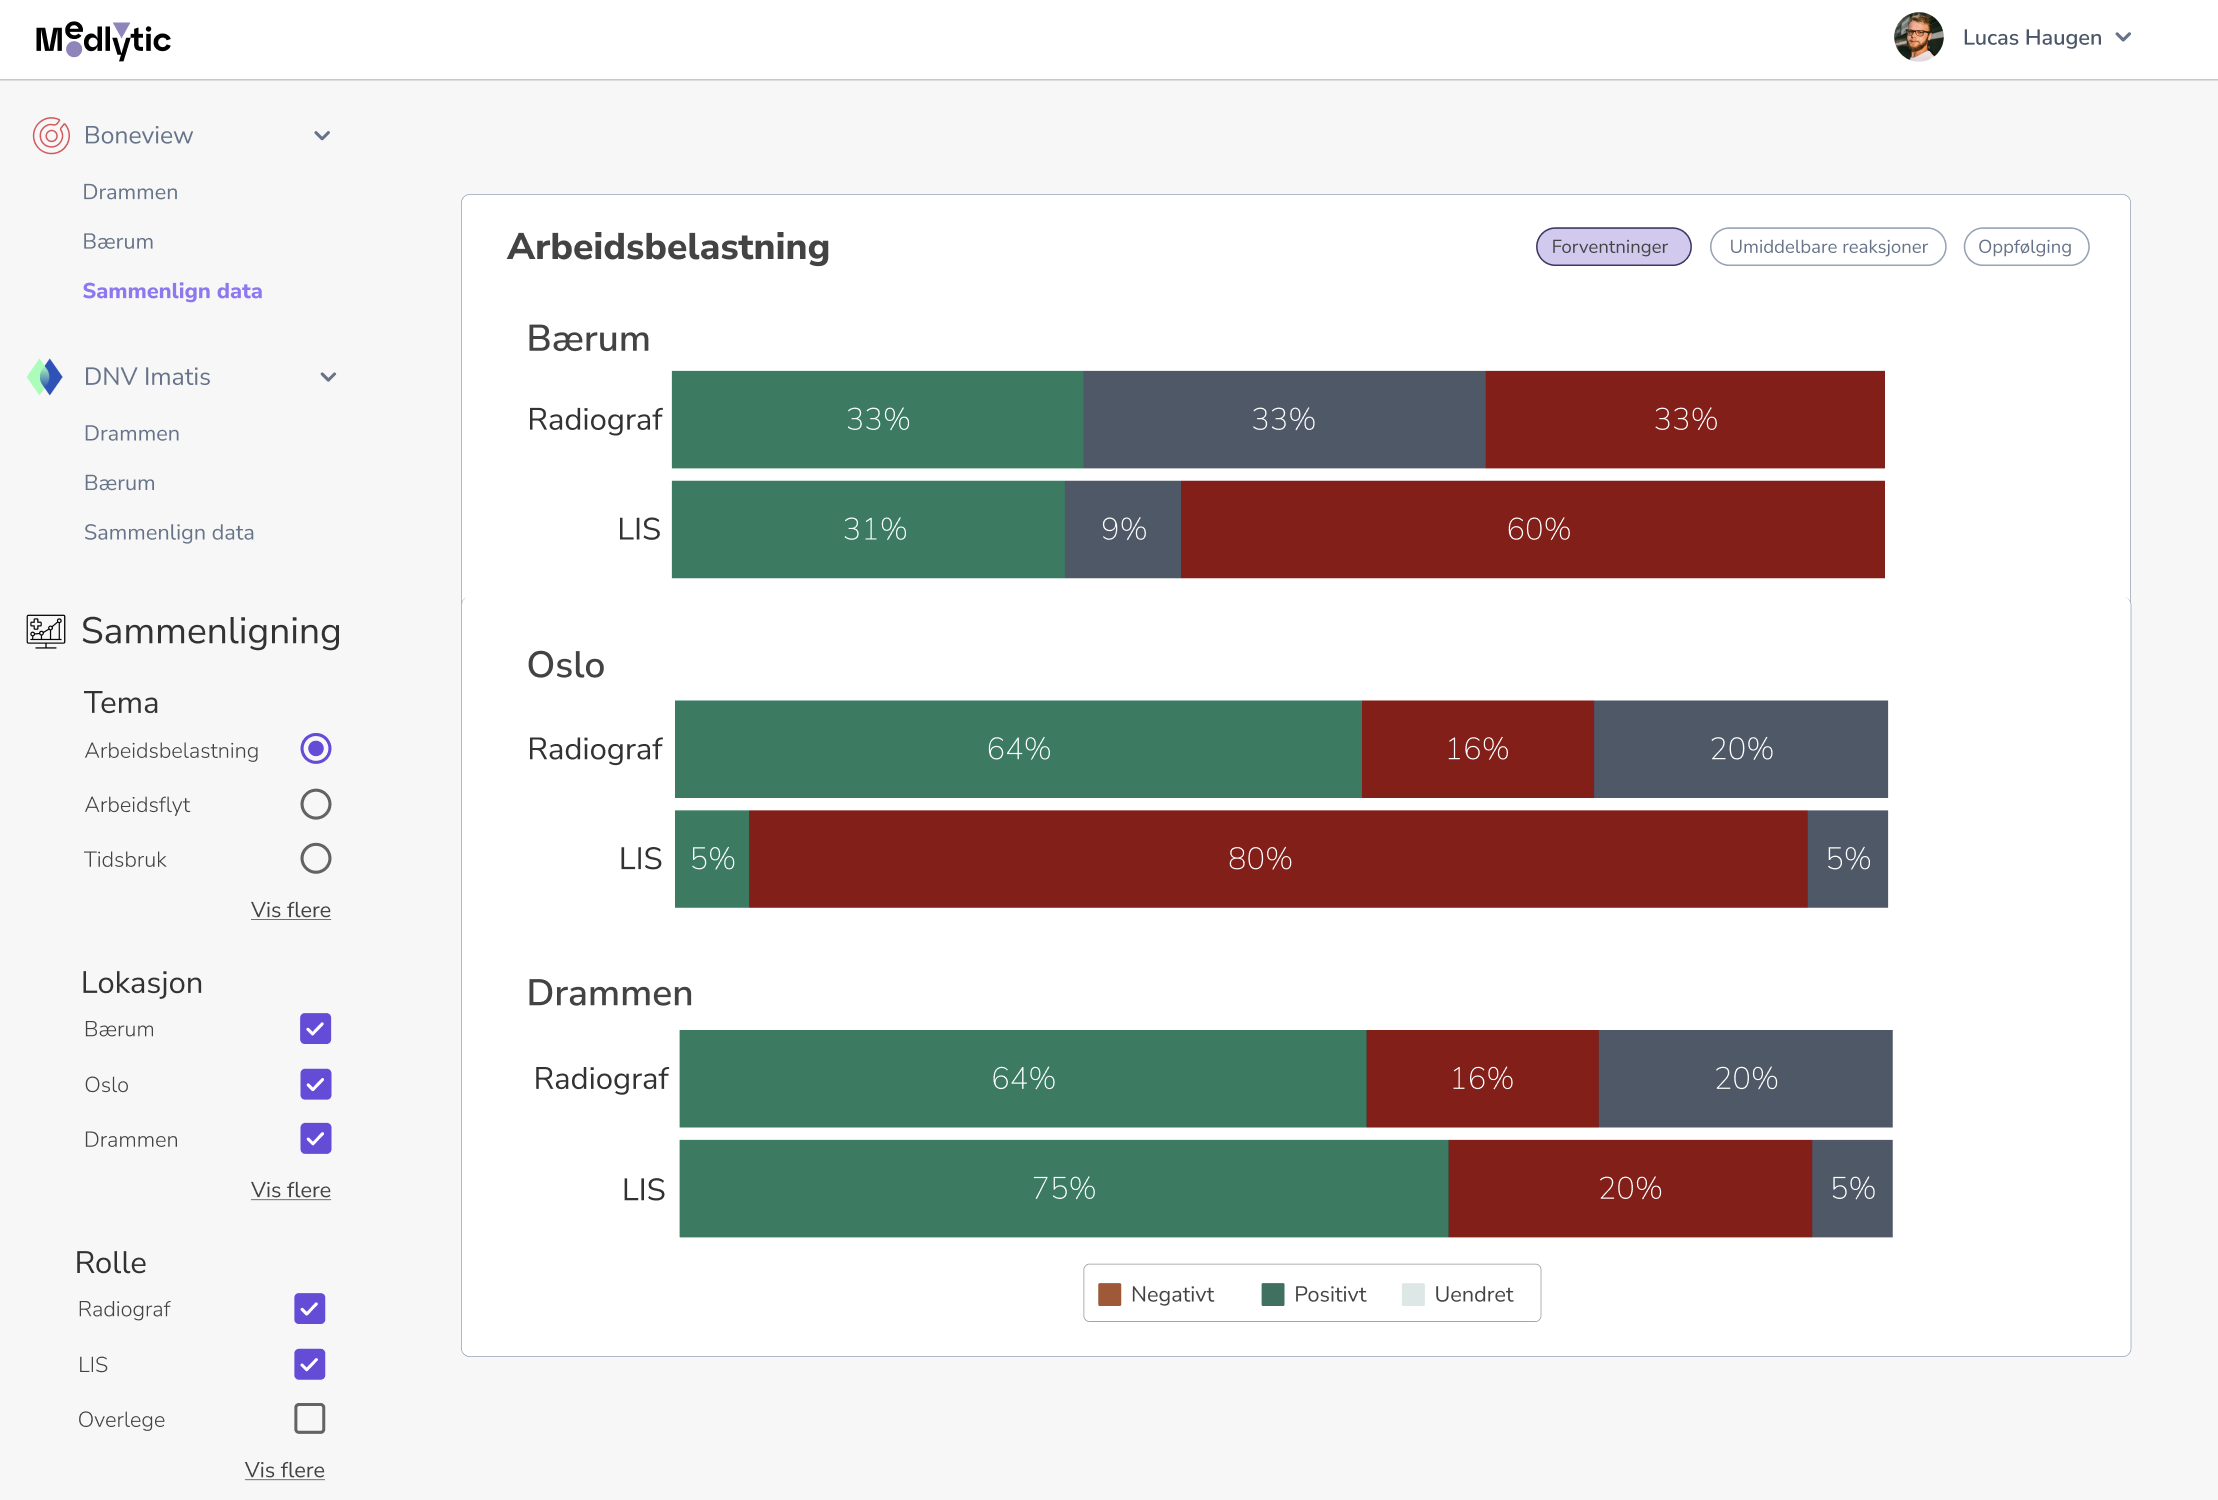 Medlytic
Lucas Haugen
Boneview
Drammen
Bærum
Sammenlign data
DNV Imatis
Drammen
Bærum
Sammenlign data
Sammenligning
Tema
Arbeidsbelastning
Arbeidsflyt
Tidsbruk
Vis flere
Lokasjon
Bærum
Oslo
Drammen
Vis flere
Rolle
Radiograf
LIS
Overlege
Vis flere
Arbeidsbelastning
Forventninger Umiddelbare reaksjoner Oppfølging
Bærum
Radiograf 33% 33% 33%
LIS 31% 9% 60%
Oslo
Radiograf 64% 16% 20%
LIS 5% 80% 5%
Drammen
Radiograf 64% 16% 20%
LIS 75% 20% 5%
Negativt Positivt Uendret